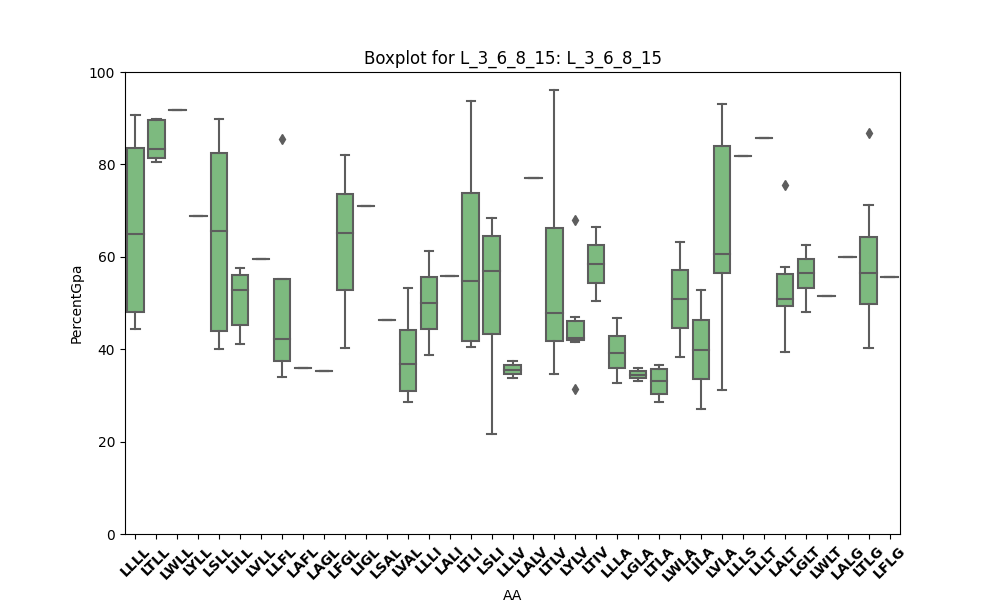 Boxplot for L_3_6_8_15: L_3_6_8_15
PercentGpa
100
80
60
40
20
0
LLLL LTLL LWLL LYLL LSLL LILL LVLL LLFL LAFL LAGL LFGL LIGL LSAL LVAL LLLI LALI LTLI LSLI LLLV LALV LTLV LYLV LTIV LLLA LGLA LTLA LWLA LILA LVLA LLLS LLLT LALT LGLT LWLT LALG LTLG LFLG
AA